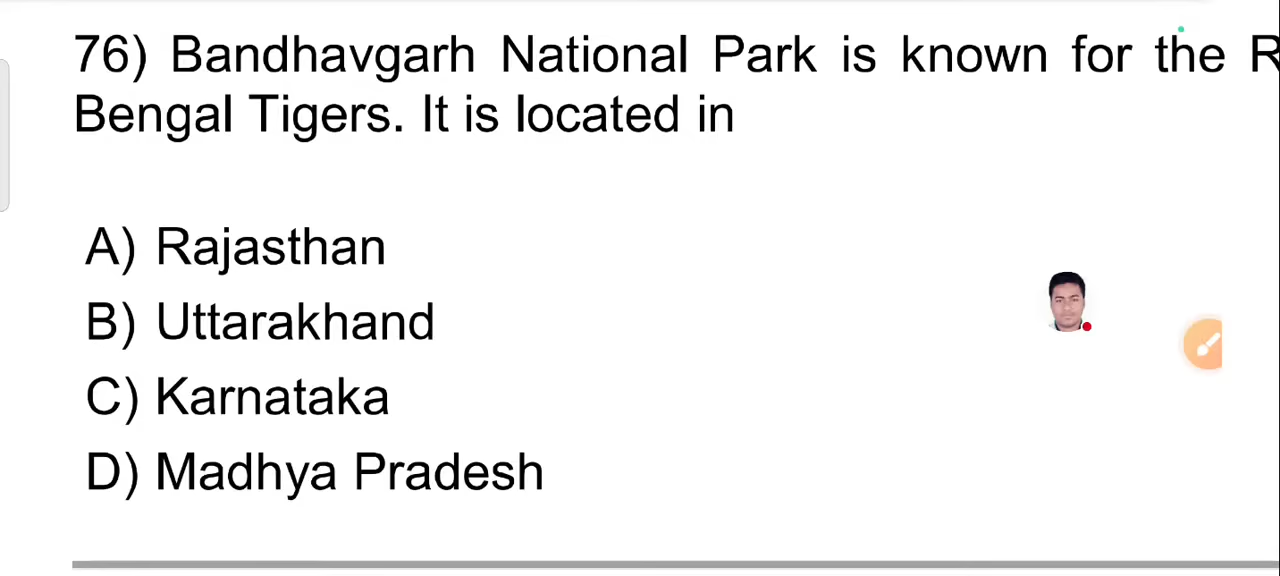 76) Bandhavgarh National Park is known for the
Bengal Tigers. It is located in
A) Rajasthan
B) Uttarakhand
C) Karnataka
D) Madhya Pradesh